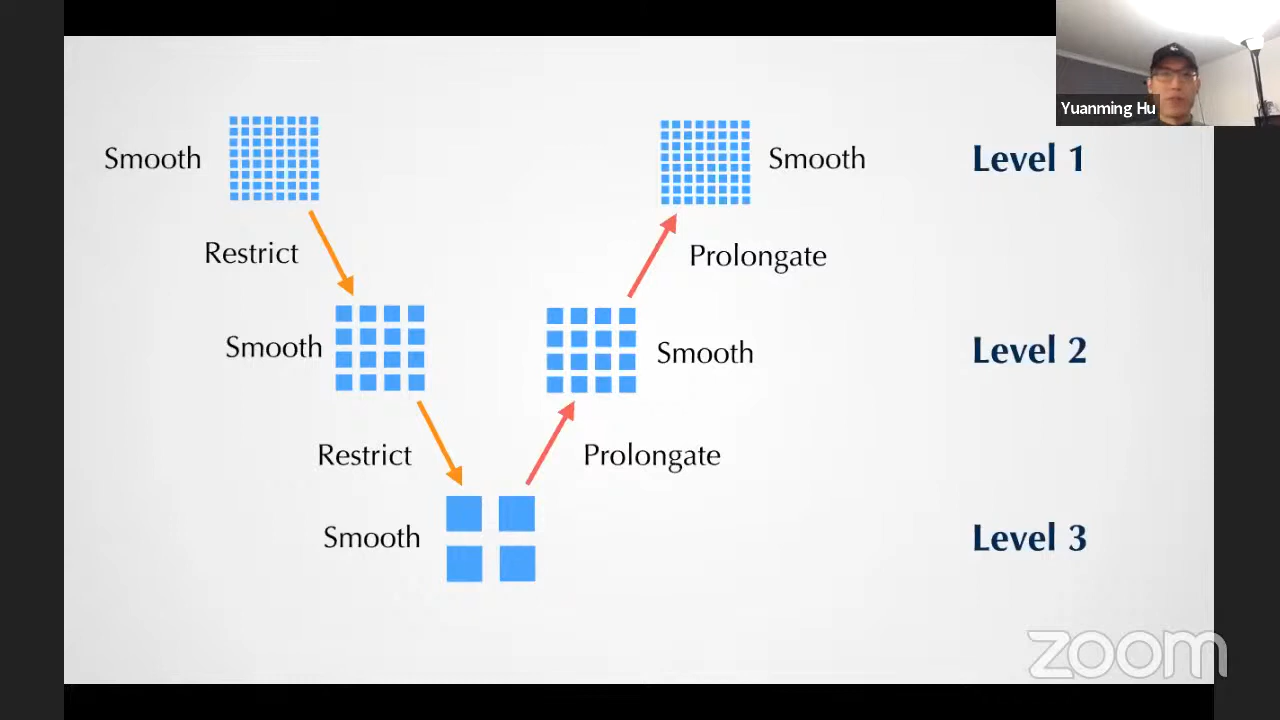 Yuanming Hu
Smooth
Smooth
Level 1
Restrict
Prolongate
Smooth
Smooth
Level 2
Restrict
Prolongate
Smooth
Level 3
zoom